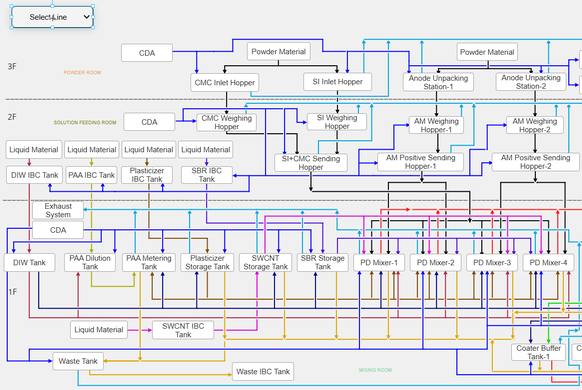 Select Line
CDA
Powder Material
Powder Material
3F
POWDER ROOM
CMC Inlet Hopper
SI Inlet Hopper
Anode Unpacking
Station-1
Anode Unpacking
Station-2
2F
SOLUTION FEEDING ROOM
CDA
CMC Weighing
Hopper
SI Weighing
Hopper
AM Weighing
Hopper-1
AM Weighing
Hopper-2
Liquid Material
Liquid Material
Liquid Material
Liquid Material
SI+CMC Sending
Hopper
AM Positive Sending
Hopper-1
AM Positive Sending
Hopper-2
DIW IBC Tank
PAA IBC Tank
Plasticizer
IBC Tank
SBR IBC
Tank
Exhaust
System
CDA
DIW Tank
PAA Dilution
Tank
PAA Metering
Tank
Plasticizer
Storage Tank
SWCNT
Storage Tank
SBR Storage
Tank
PD Mixer-1
PD Mixer-2
PD Mixer-3
PD Mixer-4
1F
Liquid Material
SWCNT IBC
Tank
Coater Buffer
Tank-1
C
Waste Tank
Waste IBC Tank
MIXING ROOM